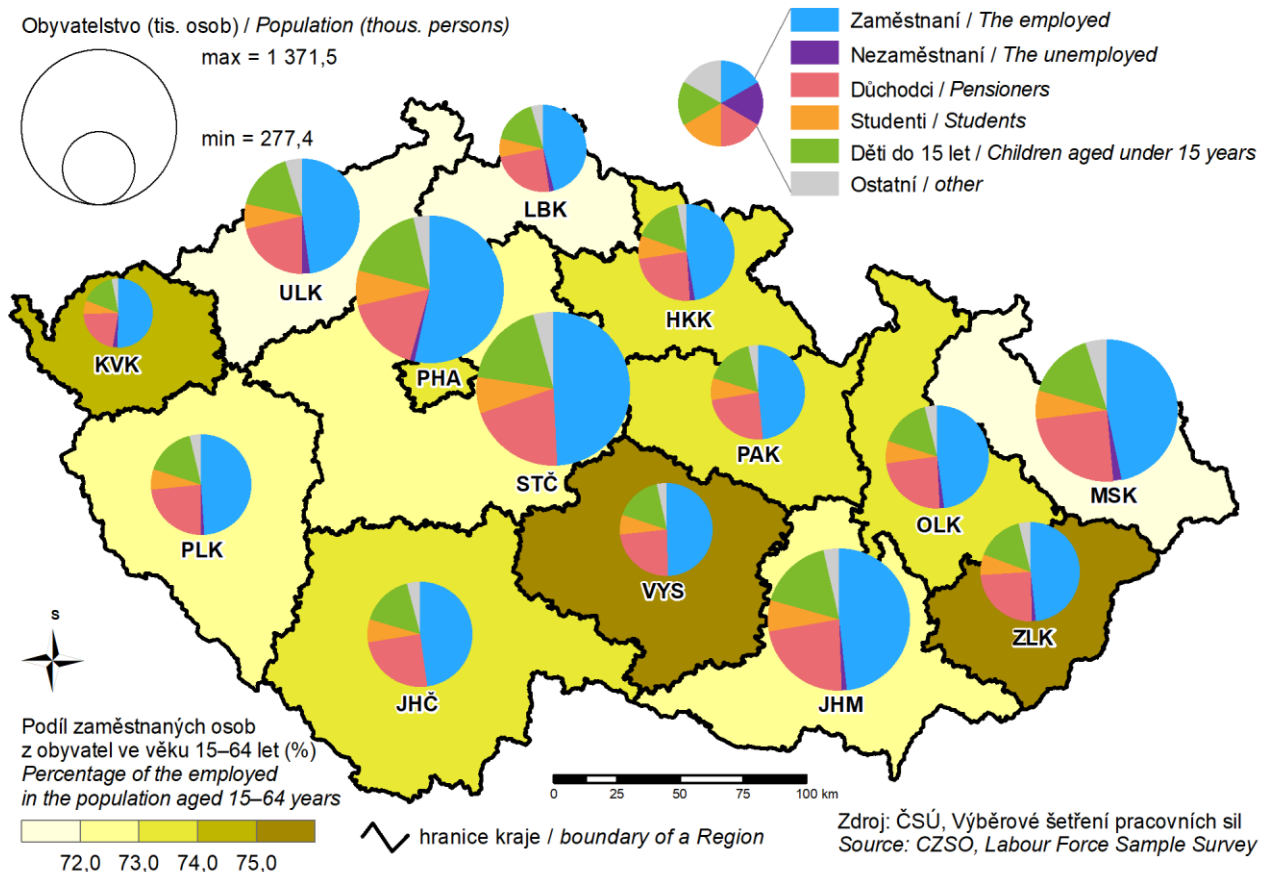 Obyvatelstvo (tis. osob) / Population (thous. persons)
max = 1 371,5
min = 277,4
Zaměstnaní / The employed
Nezaměstnaní / The unemployed
Důchodci / Pensioners
Studenti / Students
Děti do 15 let / Children aged under 15 years
Ostatní / other
LBK
ULK
HKK
KVK
PHA
PAK
STČ
MSK
OLK
PLK
VYS
ZLK
JHČ
JHM
S
Podíl zaměstnaných osob
z obyvatel ve věku 15–64 let (%)
Percentage of the employed
in the population aged 15–64 years
72,0 73,0 74,0 75,0
hranice kraje / boundary of a Region
0 25 50 75 100 km
Zdroj: ČSÚ, Výběrové šetření pracovních sil
Source: CZSO, Labour Force Sample Survey